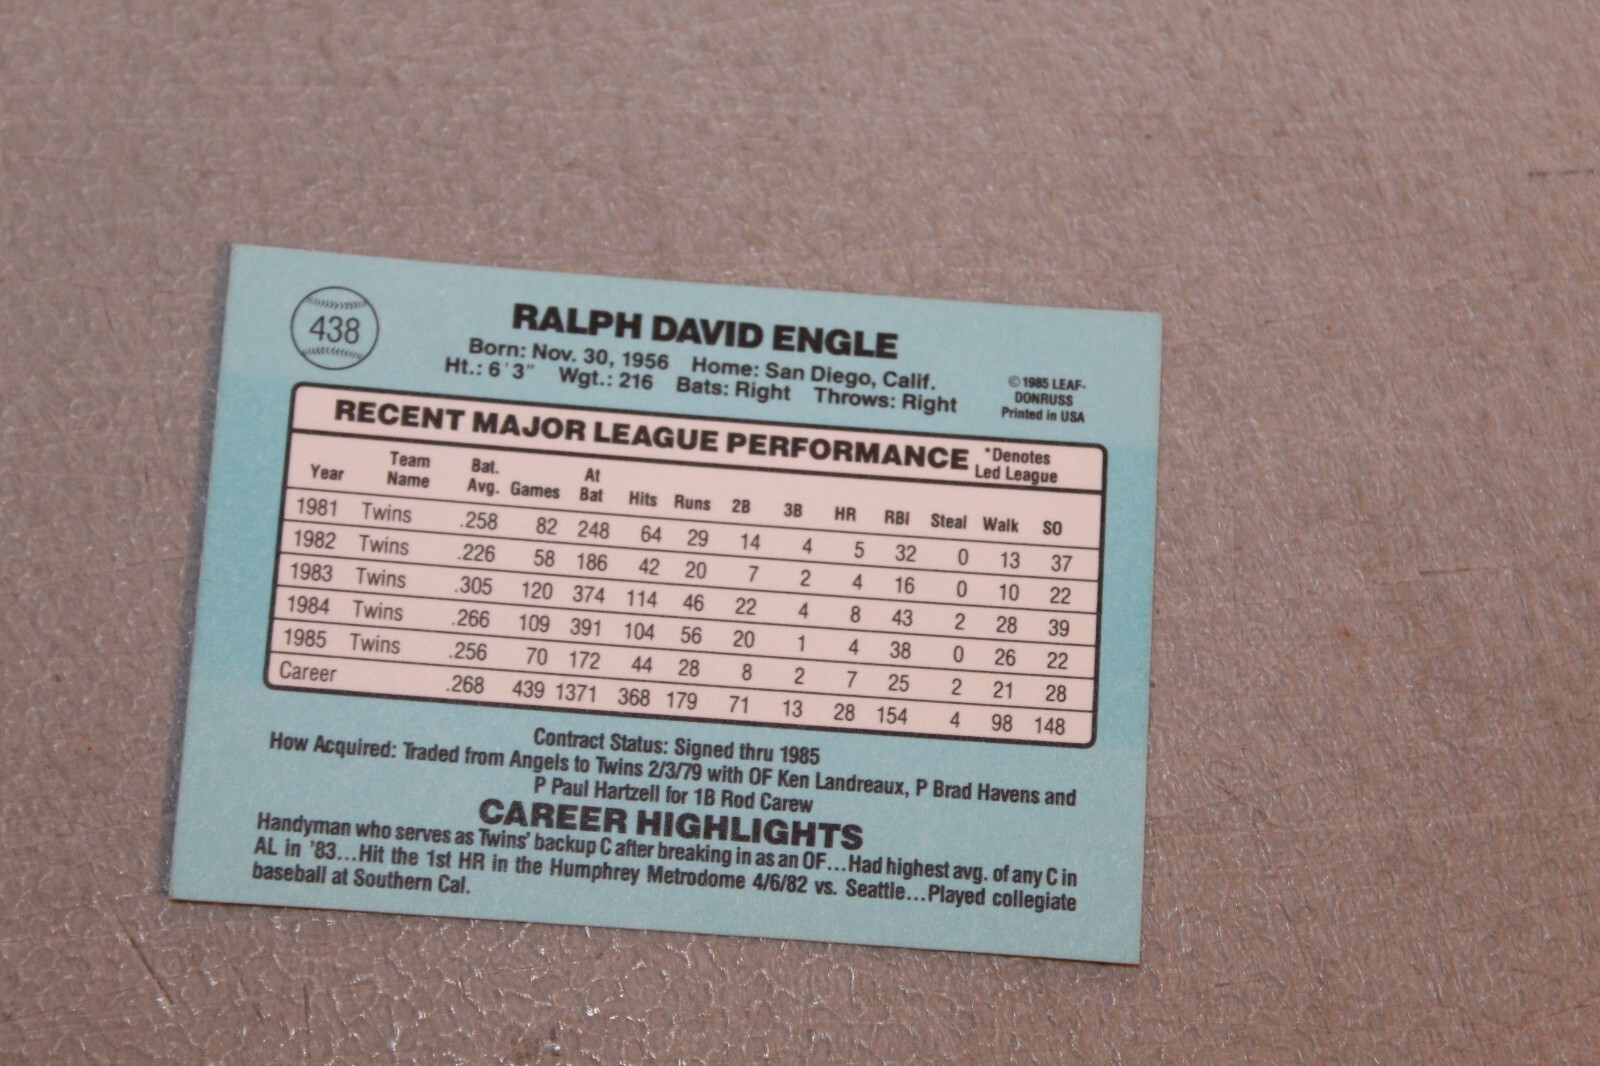 438
RALPH DAVID ENGLE
Born: Nov. 30, 1956 Home: San Diego, Calif.
Ht.: 6'3" Wgt.: 216 Bats: Right Throws: Right
© 1985 LEAF-
DONRUSS
Printed in USA
RECENT MAJOR LEAGUE PERFORMANCE
*Denotes
Led League
Year Team Name Bat. Avg. Games At Bat Hits Runs 2B 3B HR RBI Steal Walk SO
1981 Twins .258 82 248 64 29 14 4 5 32 0 13 37
1982 Twins .226 58 186 42 20 7 2 4 16 0 10 22
1983 Twins .305 120 374 114 46 22 4 8 43 2 28 39
1984 Twins .266 109 391 104 56 20 1 4 38 0 26 22
1985 Twins .256 70 172 44 28 8 2 7 25 2 21 28
Career .268 439 1371 368 179 71 13 28 154 4 98 148
Contract Status: Signed thru 1985
How Acquired: Traded from Angels to Twins 2/3/79 with OF Ken Landreaux, P Brad Havens and
P Paul Hartzell for 1B Rod Carew
CAREER HIGHLIGHTS
Handyman who serves as Twins' backup C after breaking in as an OF...Had highest avg. of any C in
AL in '83...Hit the 1st HR in the Humphrey Metrodome 4/6/82 vs. Seattle...Played collegiate
baseball at Southern Cal.